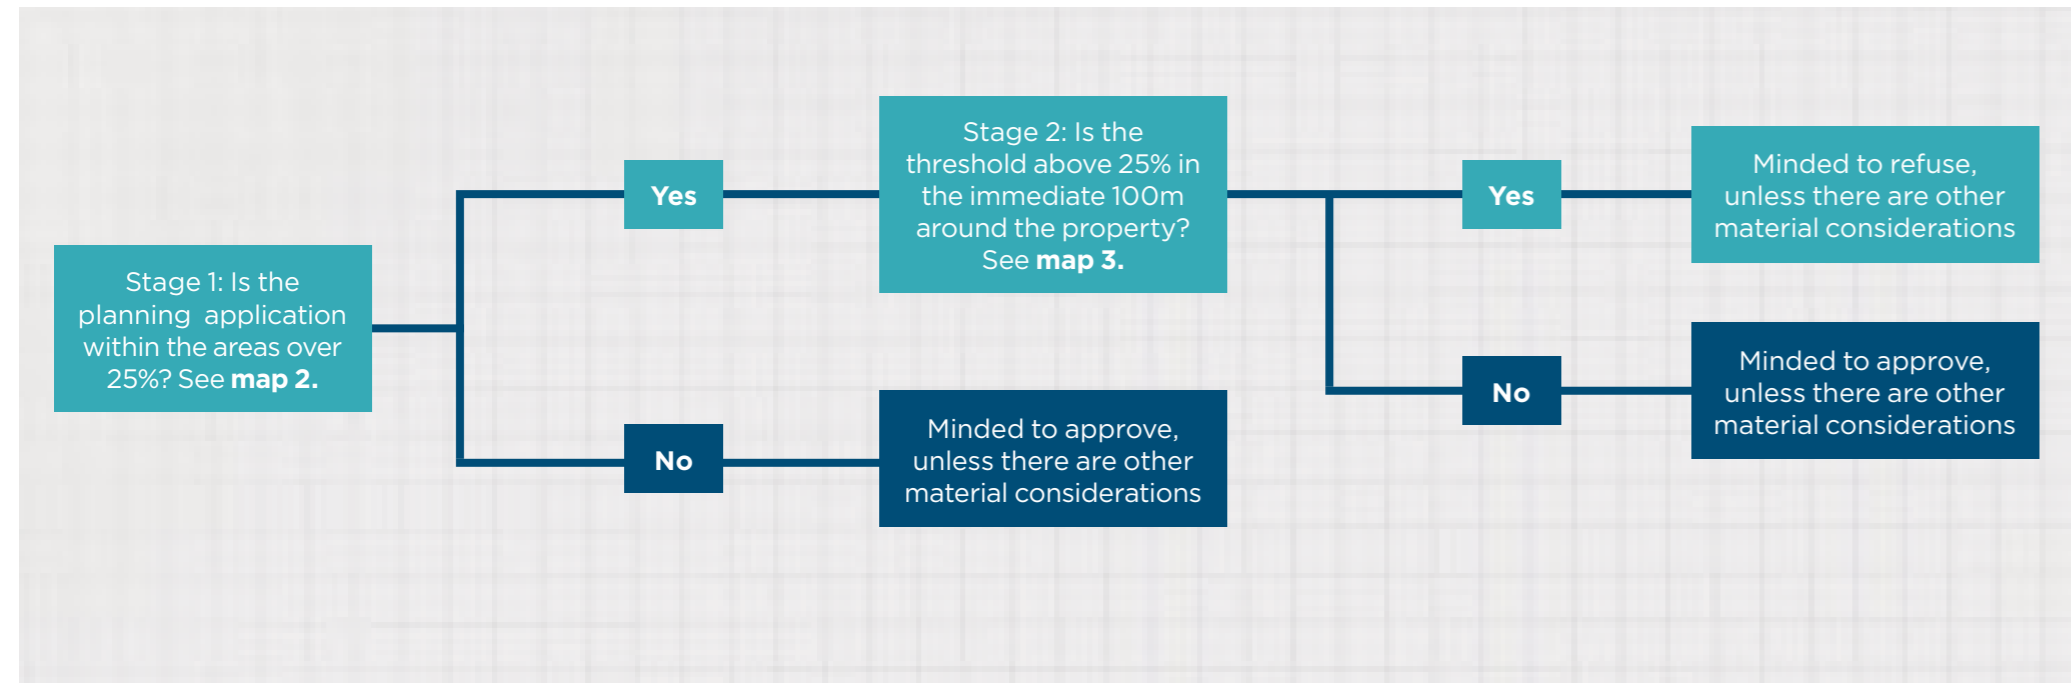 Stage 1: Is the
planning application
within the areas over
25%? See map 2.
Yes
Stage 2: Is the
threshold above 25% in
the immediate 100m
around the property?
See map 3.
Yes
Minded to refuse,
unless there are other
material considerations
No
Minded to approve,
unless there are other
material considerations
No
Minded to approve,
unless there are other
material considerations